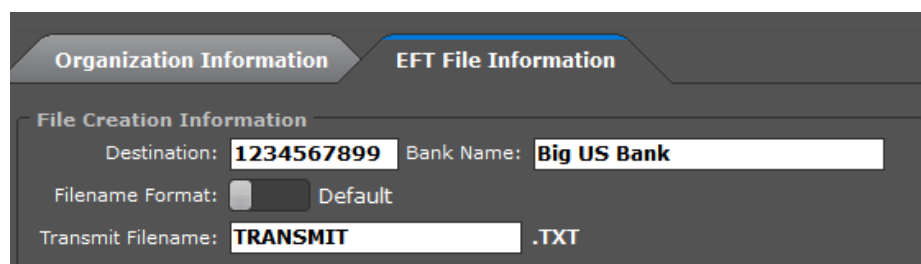 Organization Information EFT File Information
File Creation Information
Destination: 1234567899 Bank Name: Big US Bank
Filename Format: Default
Transmit Filename: TRANSMIT .TXT